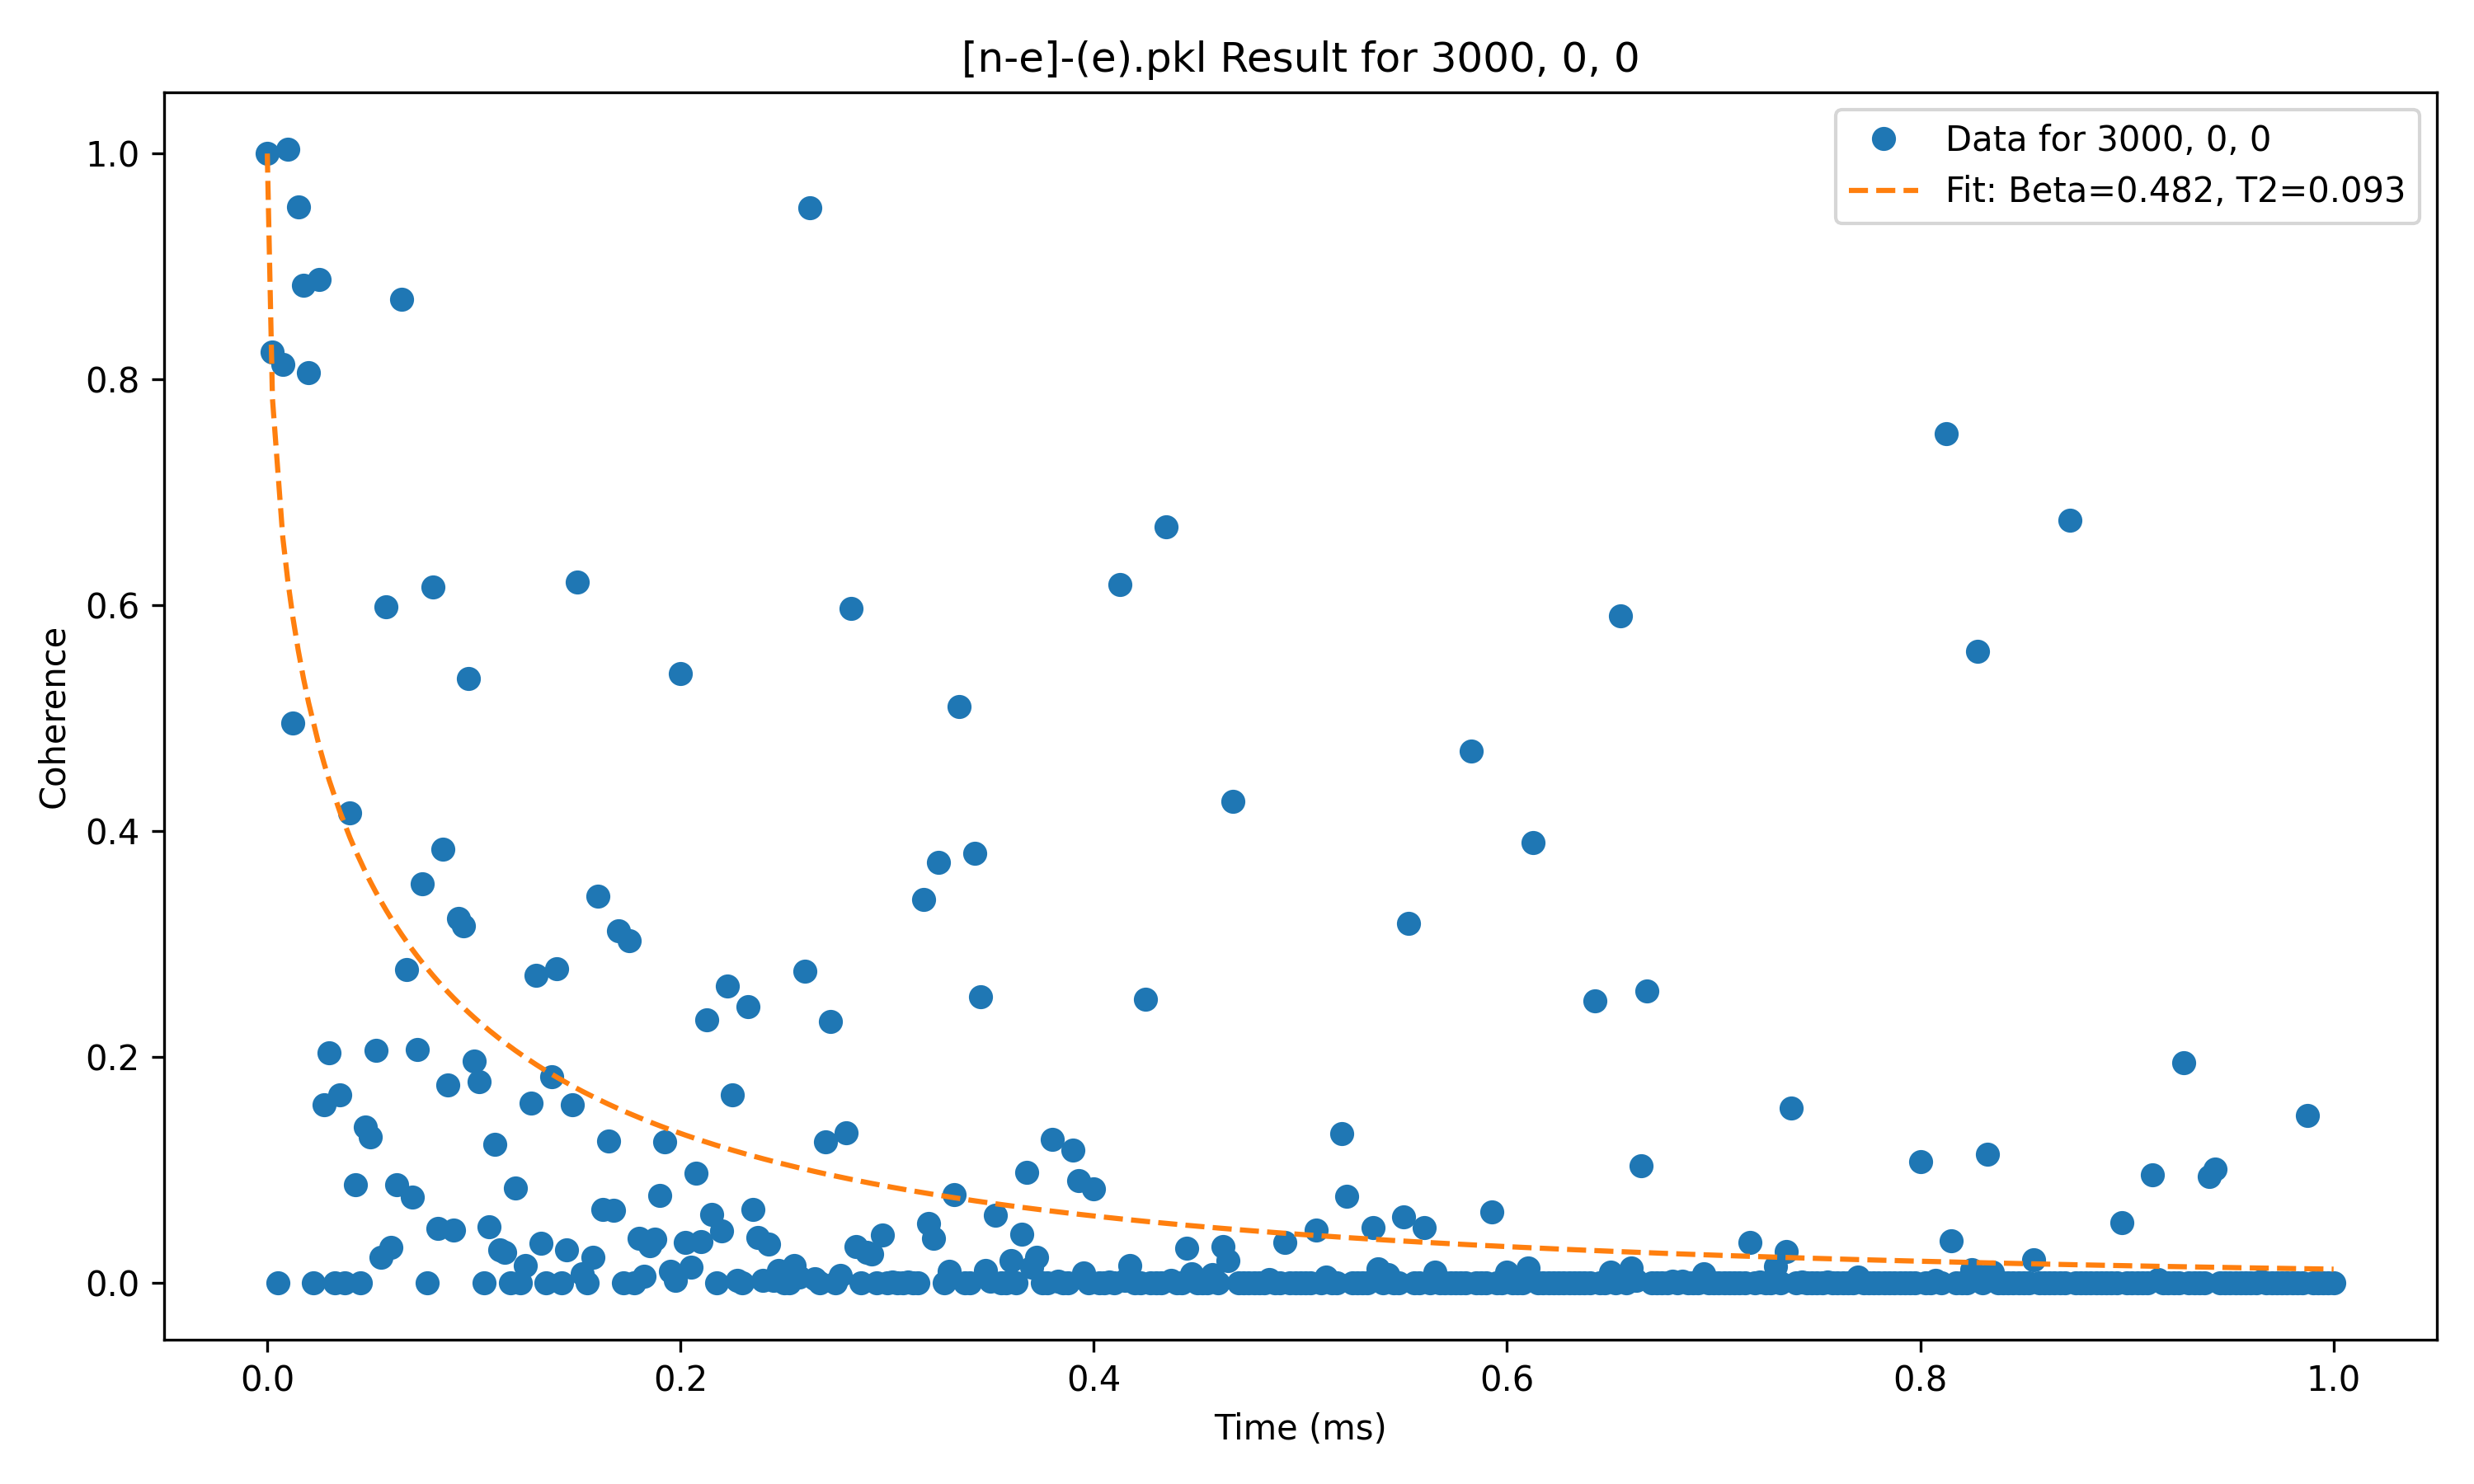 [n-e]-(e).pkl Result for 3000, 0, 0
Data for 3000, 0, 0
Fit: Beta=0.482, T2=0.093
1.0
0.8
0.6
0.4
0.2
0.0
Coherence
0.0 0.2 0.4 0.6 0.8 1.0
Time (ms)